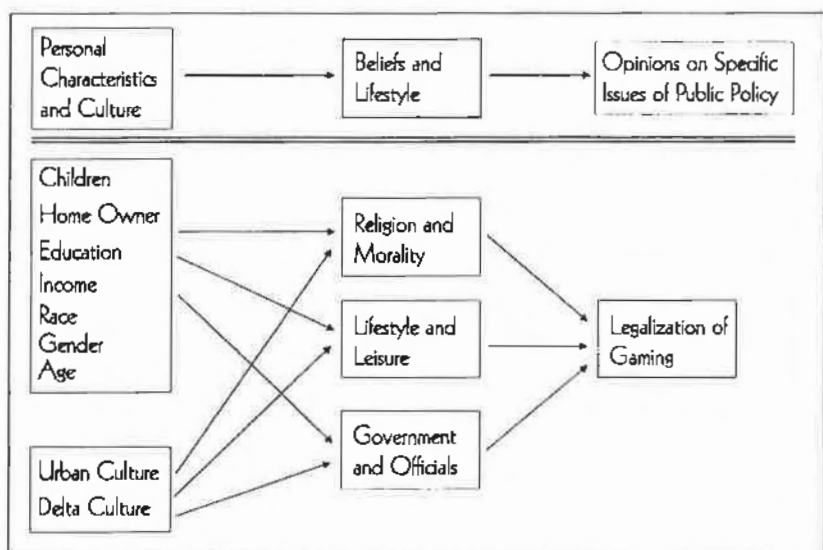 Personal
Characteristics
and Culture
Beliefs and
Lifestyle
Opinions on Specific
Issues of Public Policy
Children
Home Owner
Education
Income
Race
Gender
Age
Religion and
Morality
Lifestyle and
Leisure
Legalization of
Gaming
Government
and Officials
Urban Culture
Delta Culture